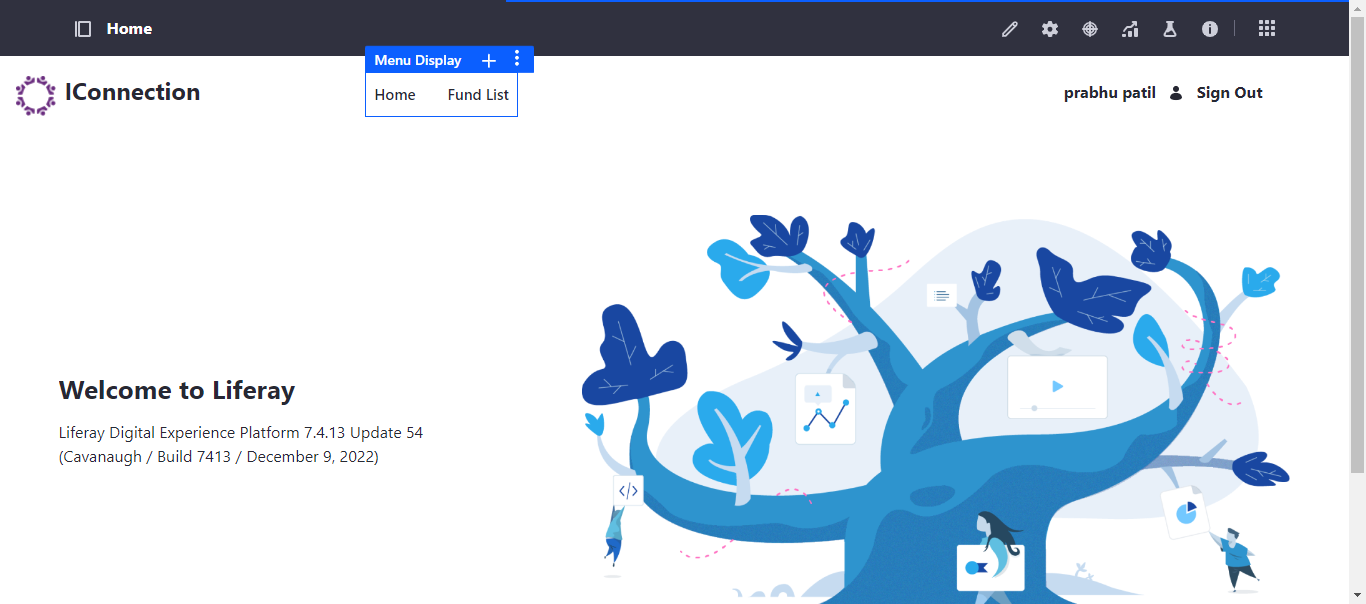 Home
Menu Display
IConnection
Home Fund List
prabhu patil Sign Out
Welcome to Liferay
Liferay Digital Experience Platform 7.4.13 Update 54
(Cavanaugh / Build 7413 / December 9, 2022)